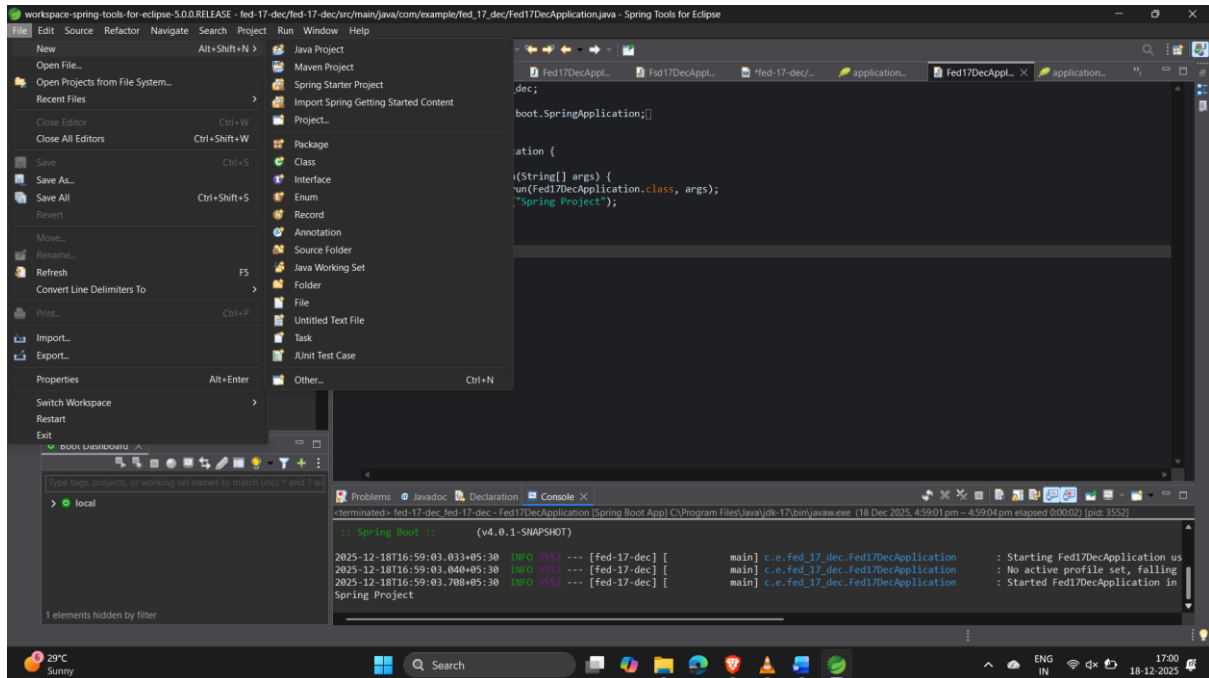 workspace-spring-tools-for-eclipse-5.0.0.RELEASE - fed-17-dec/fed-17-dec/src/main/java/com/example/fed_17_dec/Fed17DecApplication.java - Spring Tools for Eclipse
File Edit Source Refactor Navigate Search Project Run Window Help
New Alt+Shift+N >
Open File...
Open Projects from File System...
Recent Files >
Close Editor Ctrl+W
Close All Editors Ctrl+Shift+W
Save Ctrl+S
Save As...
Save All Ctrl+Shift+S
Revert
Move...
Rename...
Refresh F5
Convert Line Delimiters To >
Print... Ctrl+P
Import...
Export...
Properties Alt+Enter
Switch Workspace >
Restart
Exit
Java Project
Maven Project
Spring Starter Project
Import Spring Getting Started Content
Project...
Package
Class
Interface
Enum
Record
Annotation
Source Folder
Java Working Set
Folder
File
Untitled Text File
Task
JUnit Test Case
Other... Ctrl+N
Fed17DecAppl... Fsd17DecAppl... *fed-17-dec/... application... Fed17DecAppl... application...
_dec;
boot.SpringApplication;
ation {
(String[] args) {
run(Fed17DecApplication.class, args);
("Spring Project");
Boot Dashboard
Type tags, projects, or working set names to match (incl. * and ? wi
local
1 elements hidden by filter
Problems Javadoc Declaration Console
<terminated> fed-17-dec_fed-17-dec - Fed17DecApplication [Spring Boot App] C:\Program Files\Java\jdk-17\bin\javaw.exe (18 Dec 2025, 4:59:01 pm – 4:59:04 pm elapsed 0:00:02) [pid: 3552]
:: Spring Boot :: (v4.0.1-SNAPSHOT)
2025-12-18T16:59:03.033+05:30 INFO 3552 --- [fed-17-dec] [ main] c.e.fed_17_dec.Fed17DecApplication : Starting Fed17DecApplication us
2025-12-18T16:59:03.040+05:30 INFO 3552 --- [fed-17-dec] [ main] c.e.fed_17_dec.Fed17DecApplication : No active profile set, falling
2025-12-18T16:59:03.708+05:30 INFO 3552 --- [fed-17-dec] [ main] c.e.fed_17_dec.Fed17DecApplication : Started Fed17DecApplication in
Spring Project
6
29°C
Sunny
Search
ENG
IN
17:00
18-12-2025